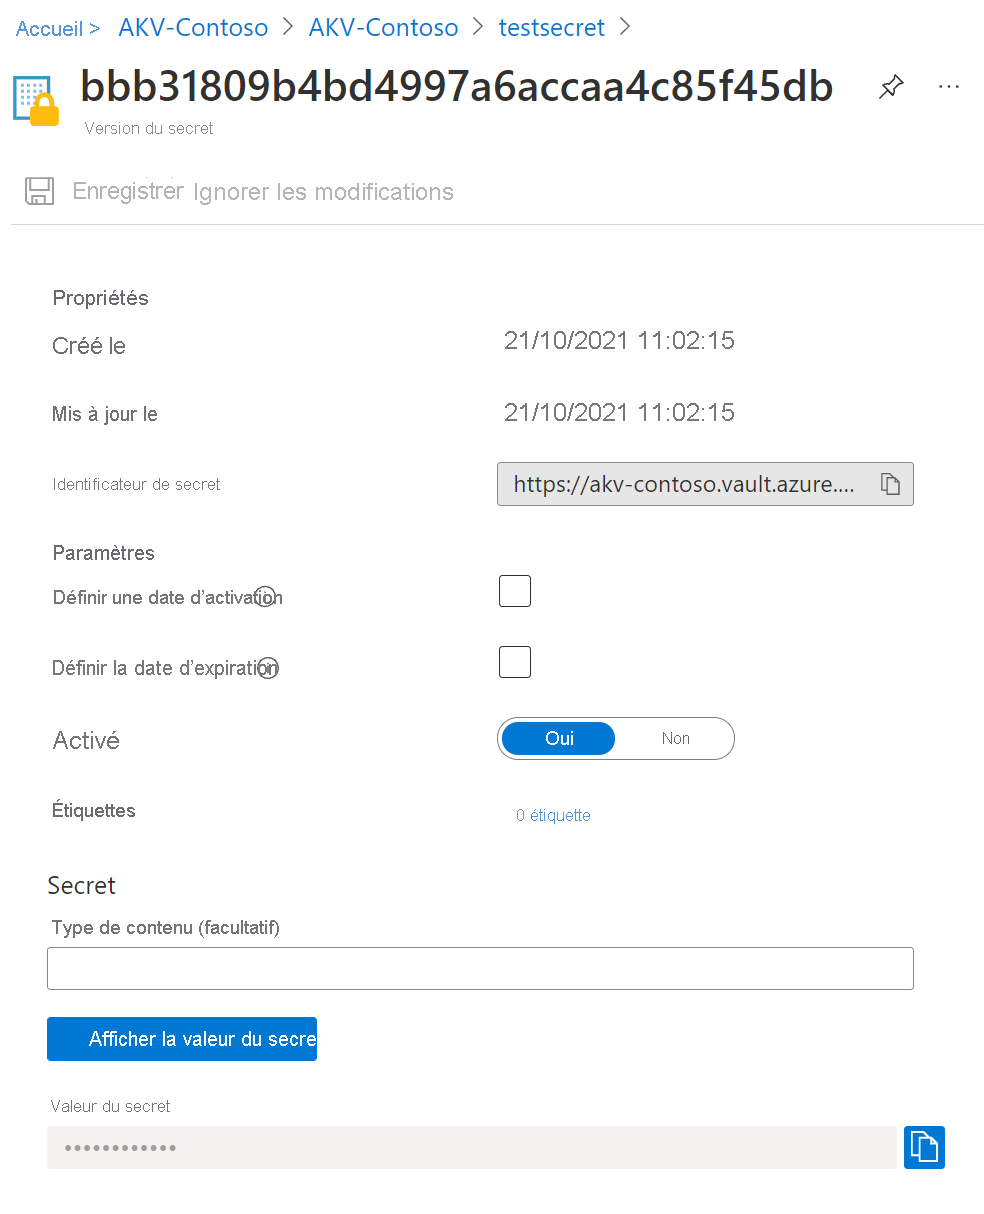 Accueil > AKV-Contoso > AKV-Contoso > testsecret >
bbb31809b4bd4997a6accaa4c85f45db
Version du secret
Enregistrer Ignorer les modifications
Propriétés
Créé le 21/10/2021 11:02:15
Mis à jour le 21/10/2021 11:02:15
Identificateur de secret https://akv-contoso.vault.azure....
Paramètres
Définir une date d’activation
Définir la date d’expiration
Activé Oui Non
Étiquettes 0 étiquette
Secret
Type de contenu (facultatif)
Afficher la valeur du secre
Valeur du secret
••••••••••••